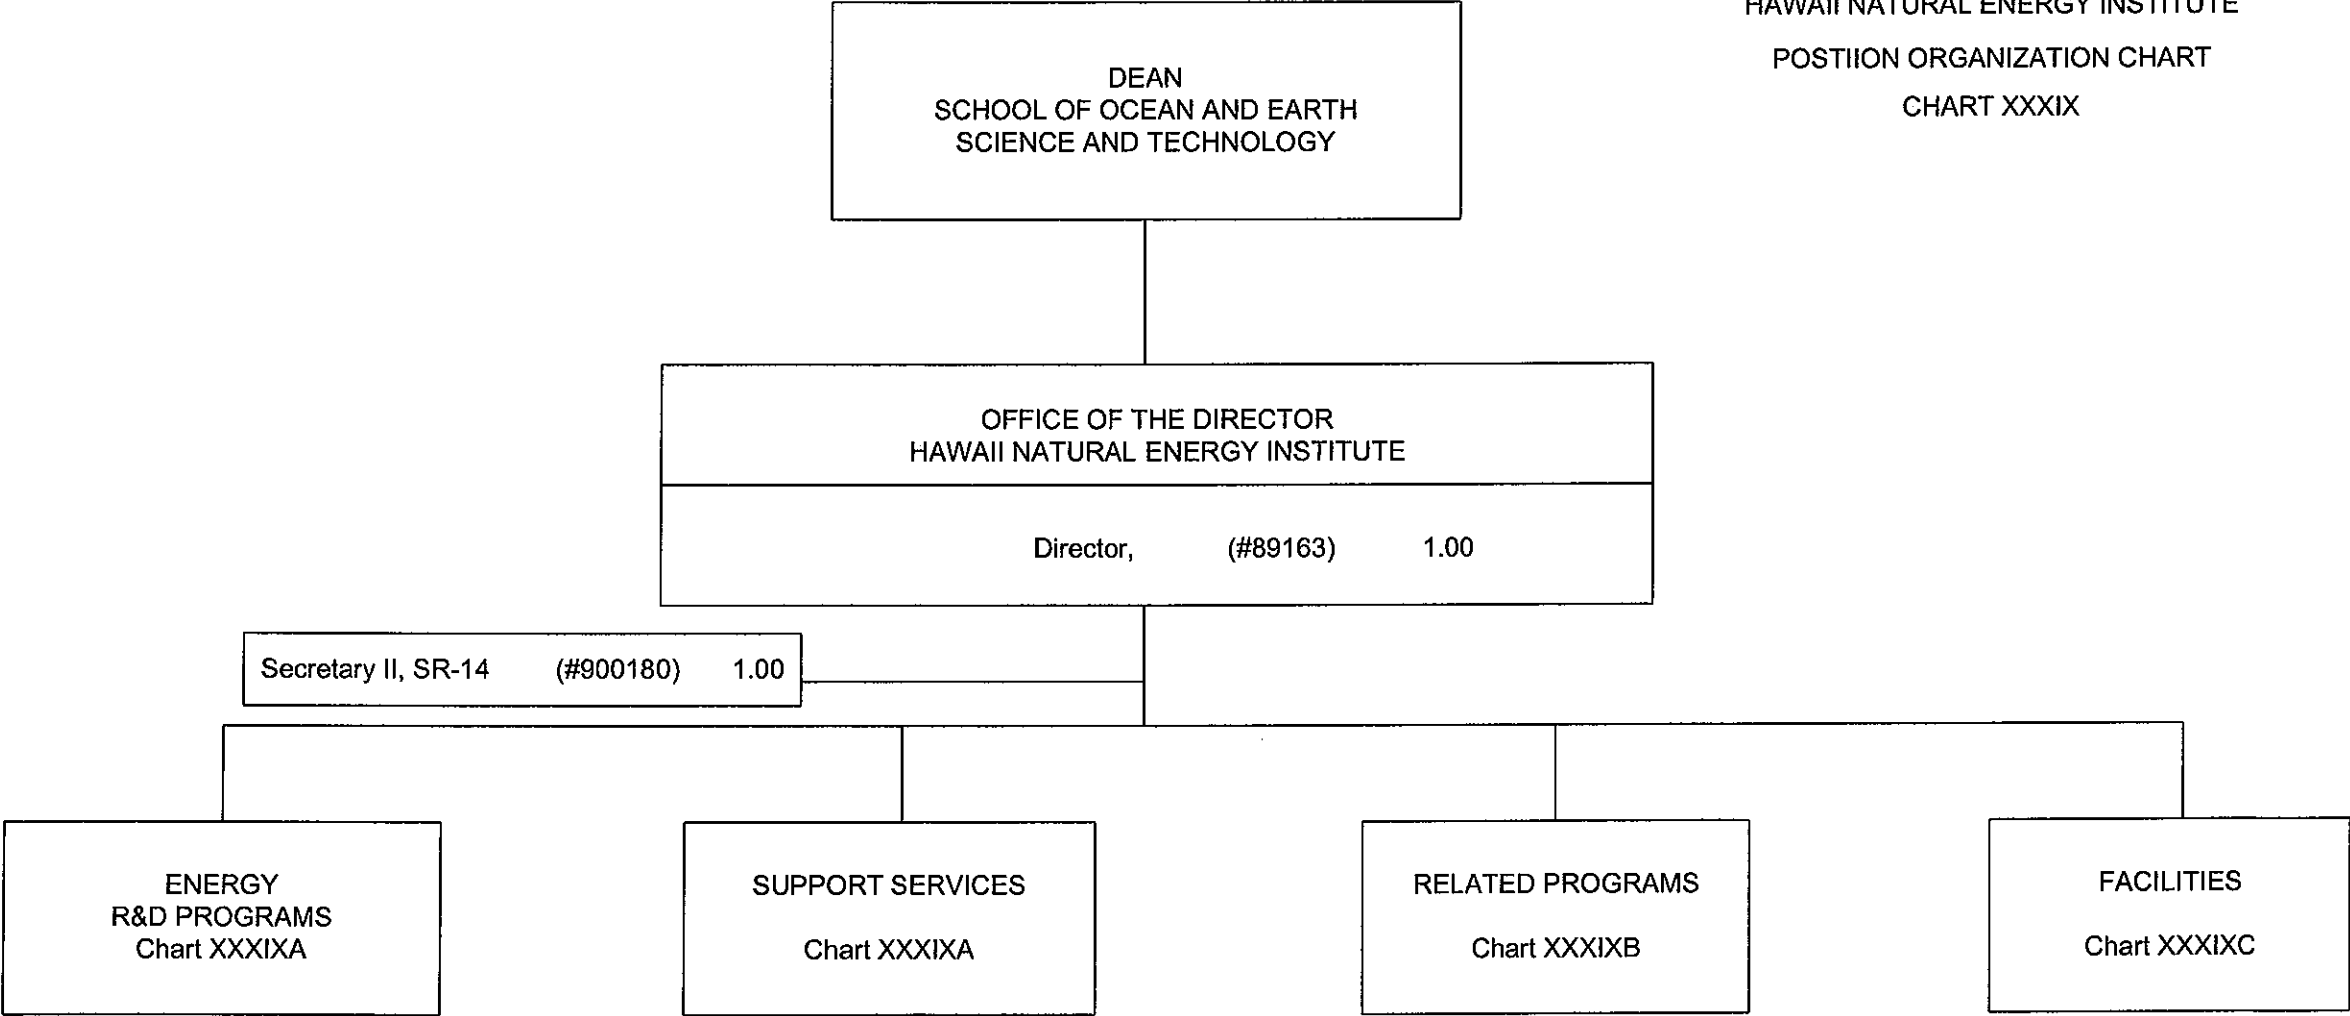 HAWAII NATURAL ENERGY INSTITUTE
POSTIION ORGANIZATION CHART
CHART XXXIX
DEAN
SCHOOL OF OCEAN AND EARTH
SCIENCE AND TECHNOLOGY
OFFICE OF THE DIRECTOR
HAWAII NATURAL ENERGY INSTITUTE
Director, (#89163) 1.00
Secretary II, SR-14 (#900180) 1.00
ENERGY
R&D PROGRAMS
Chart XXXIXA
SUPPORT SERVICES
Chart XXXIXA
RELATED PROGRAMS
Chart XXXIXB
FACILITIES
Chart XXXIXC